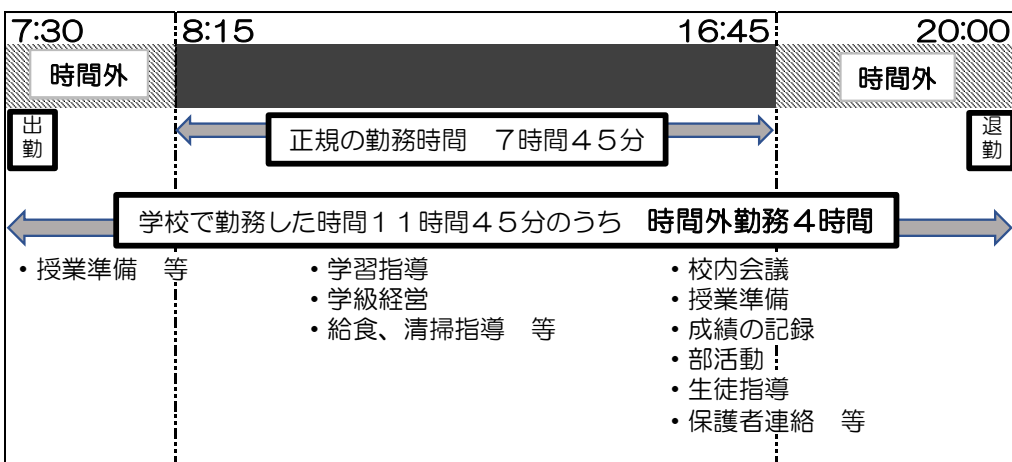 7:30 8:15 16:45 20:00
時間外 時間外
出勤
退勤
正規の勤務時間　７時間４５分
学校で勤務した時間１１時間４５分のうち　時間外勤務４時間
・授業準備　等
・学習指導
・学級経営
・給食、清掃指導　等
・校内会議
・授業準備
・成績の記録
・部活動
・生徒指導
・保護者連絡　等